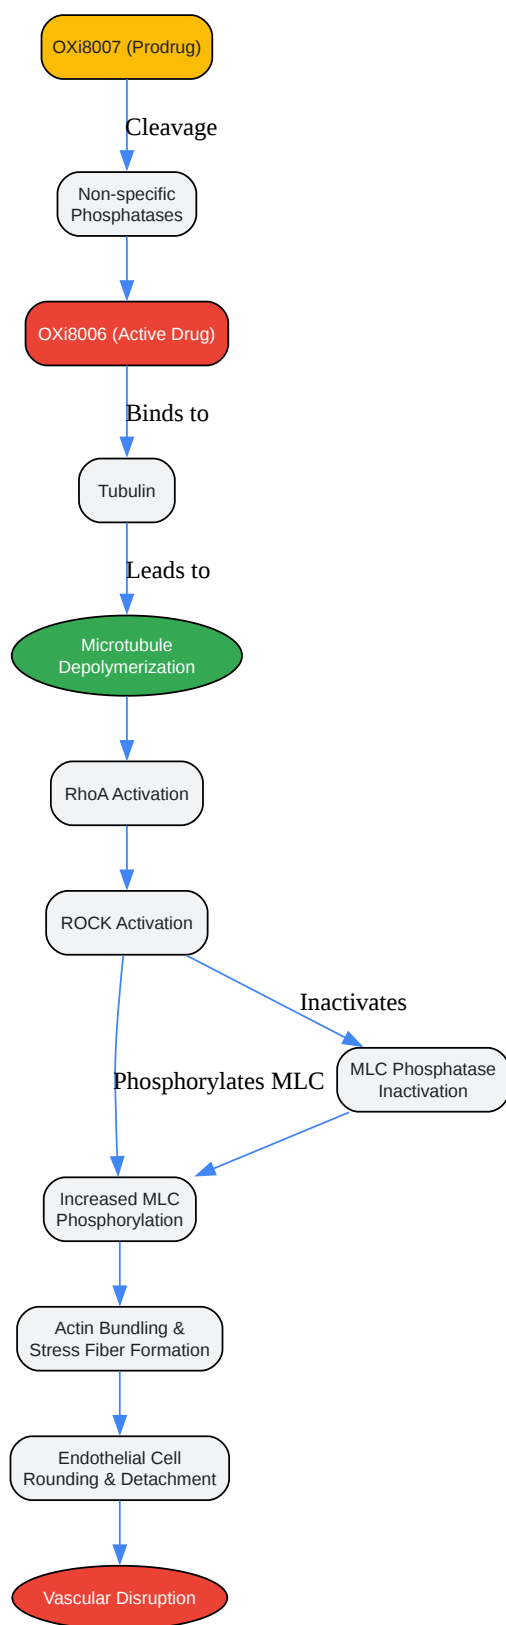 OXi8007 (Prodrug)
Cleavage
Non-specific
Phosphatases
OXi8006 (Active Drug)
Binds to
Tubulin
Leads to
Microtubule
Depolymerization
RhoA Activation
ROCK Activation
Inactivates
MLC Phosphatase
Inactivation
Phosphorylates MLC
Increased MLC
Phosphorylation
Actin Bundling &
Stress Fiber Formation
Endothelial Cell
Rounding & Detachment
Vascular Disruption